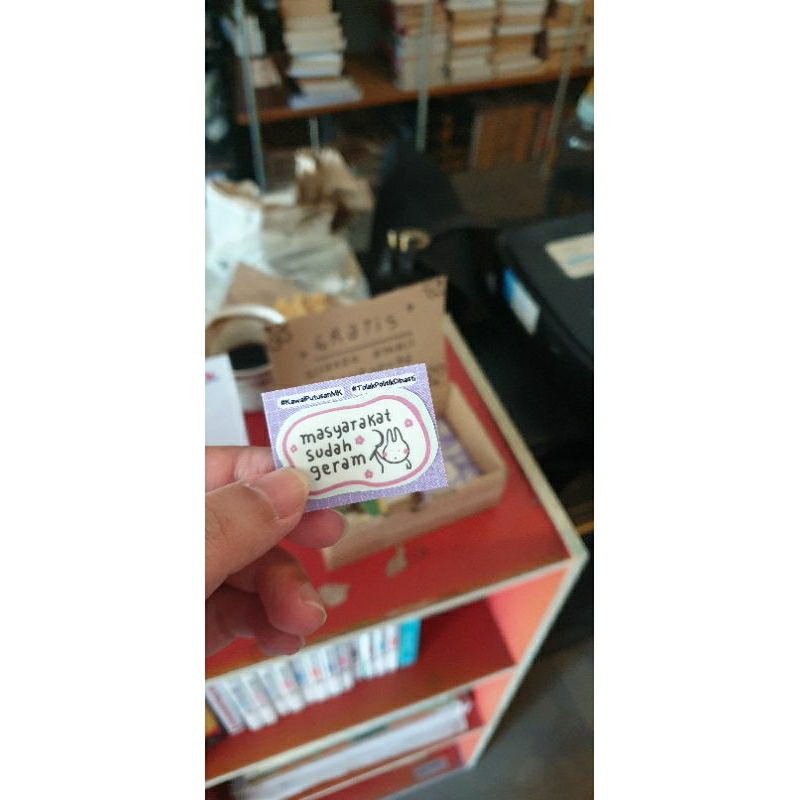 GRATIS
#KawalPutusanMK #TolakPolitikDinasti
masyarakat
sudah
geram